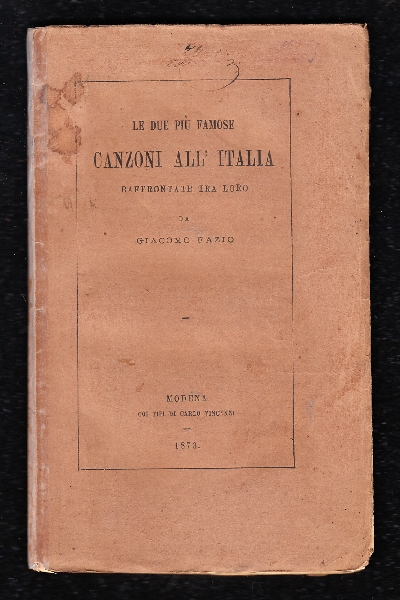 LE DUE PIÙ FAMOSE
CANZONI ALL' ITALIA
RAFFRONTATE TRA LORO
DA
GIACOMO FAZIO
MODENA
COI TIPI DI CARLO VINCENZI
1873.